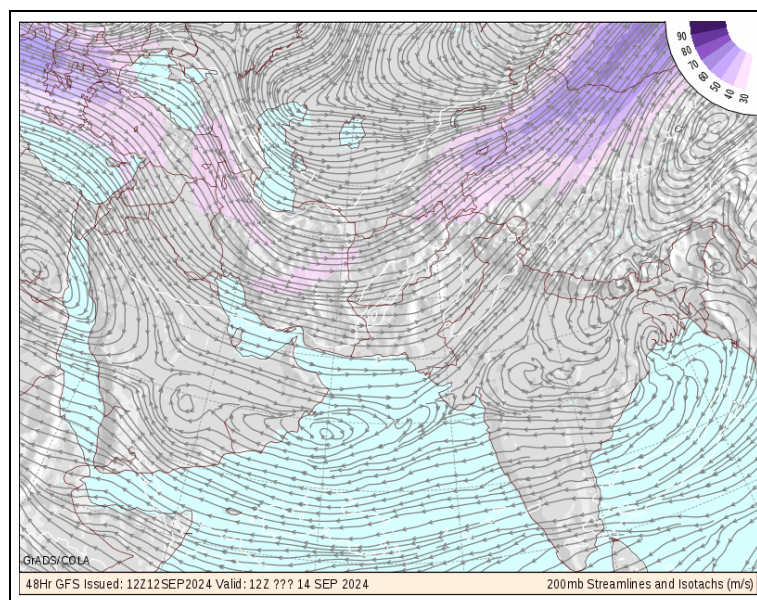 90
80
70
60
50
40
30
GrADS/COLA
48Hr GFS Issued: 12Z12SEP2024 Valid: 12Z ??? 14 SEP 2024
200mb Streamlines and Isotachs (m/s)